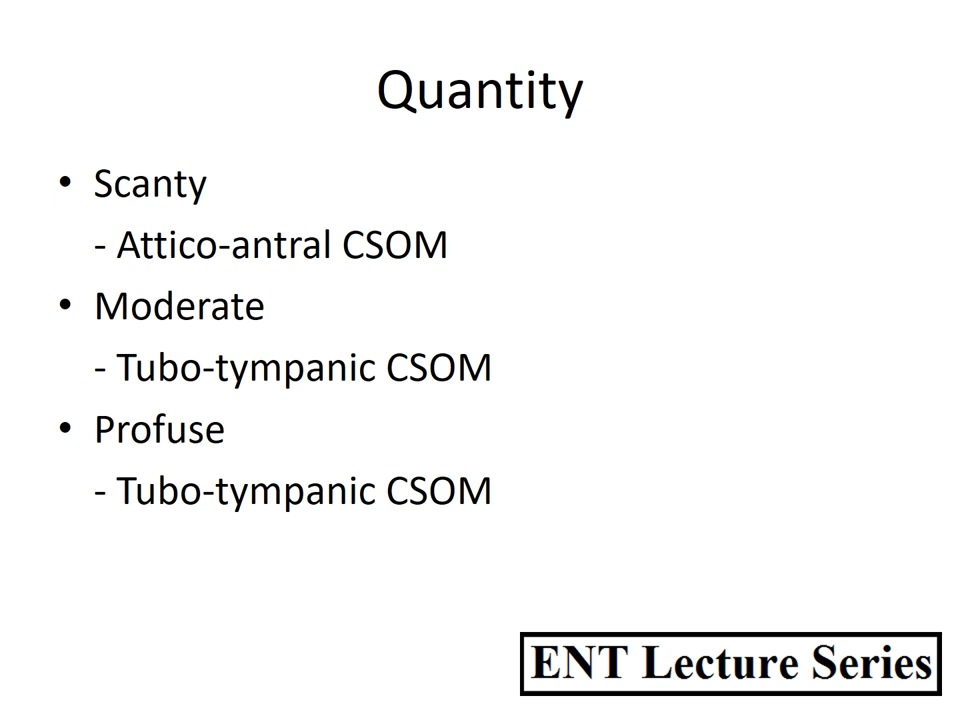 Quantity
• Scanty
- Attico-antral CSOM
• Moderate
- Tubo-tympanic CSOM
• Profuse
- Tubo-tympanic CSOM
ENT Lecture Series